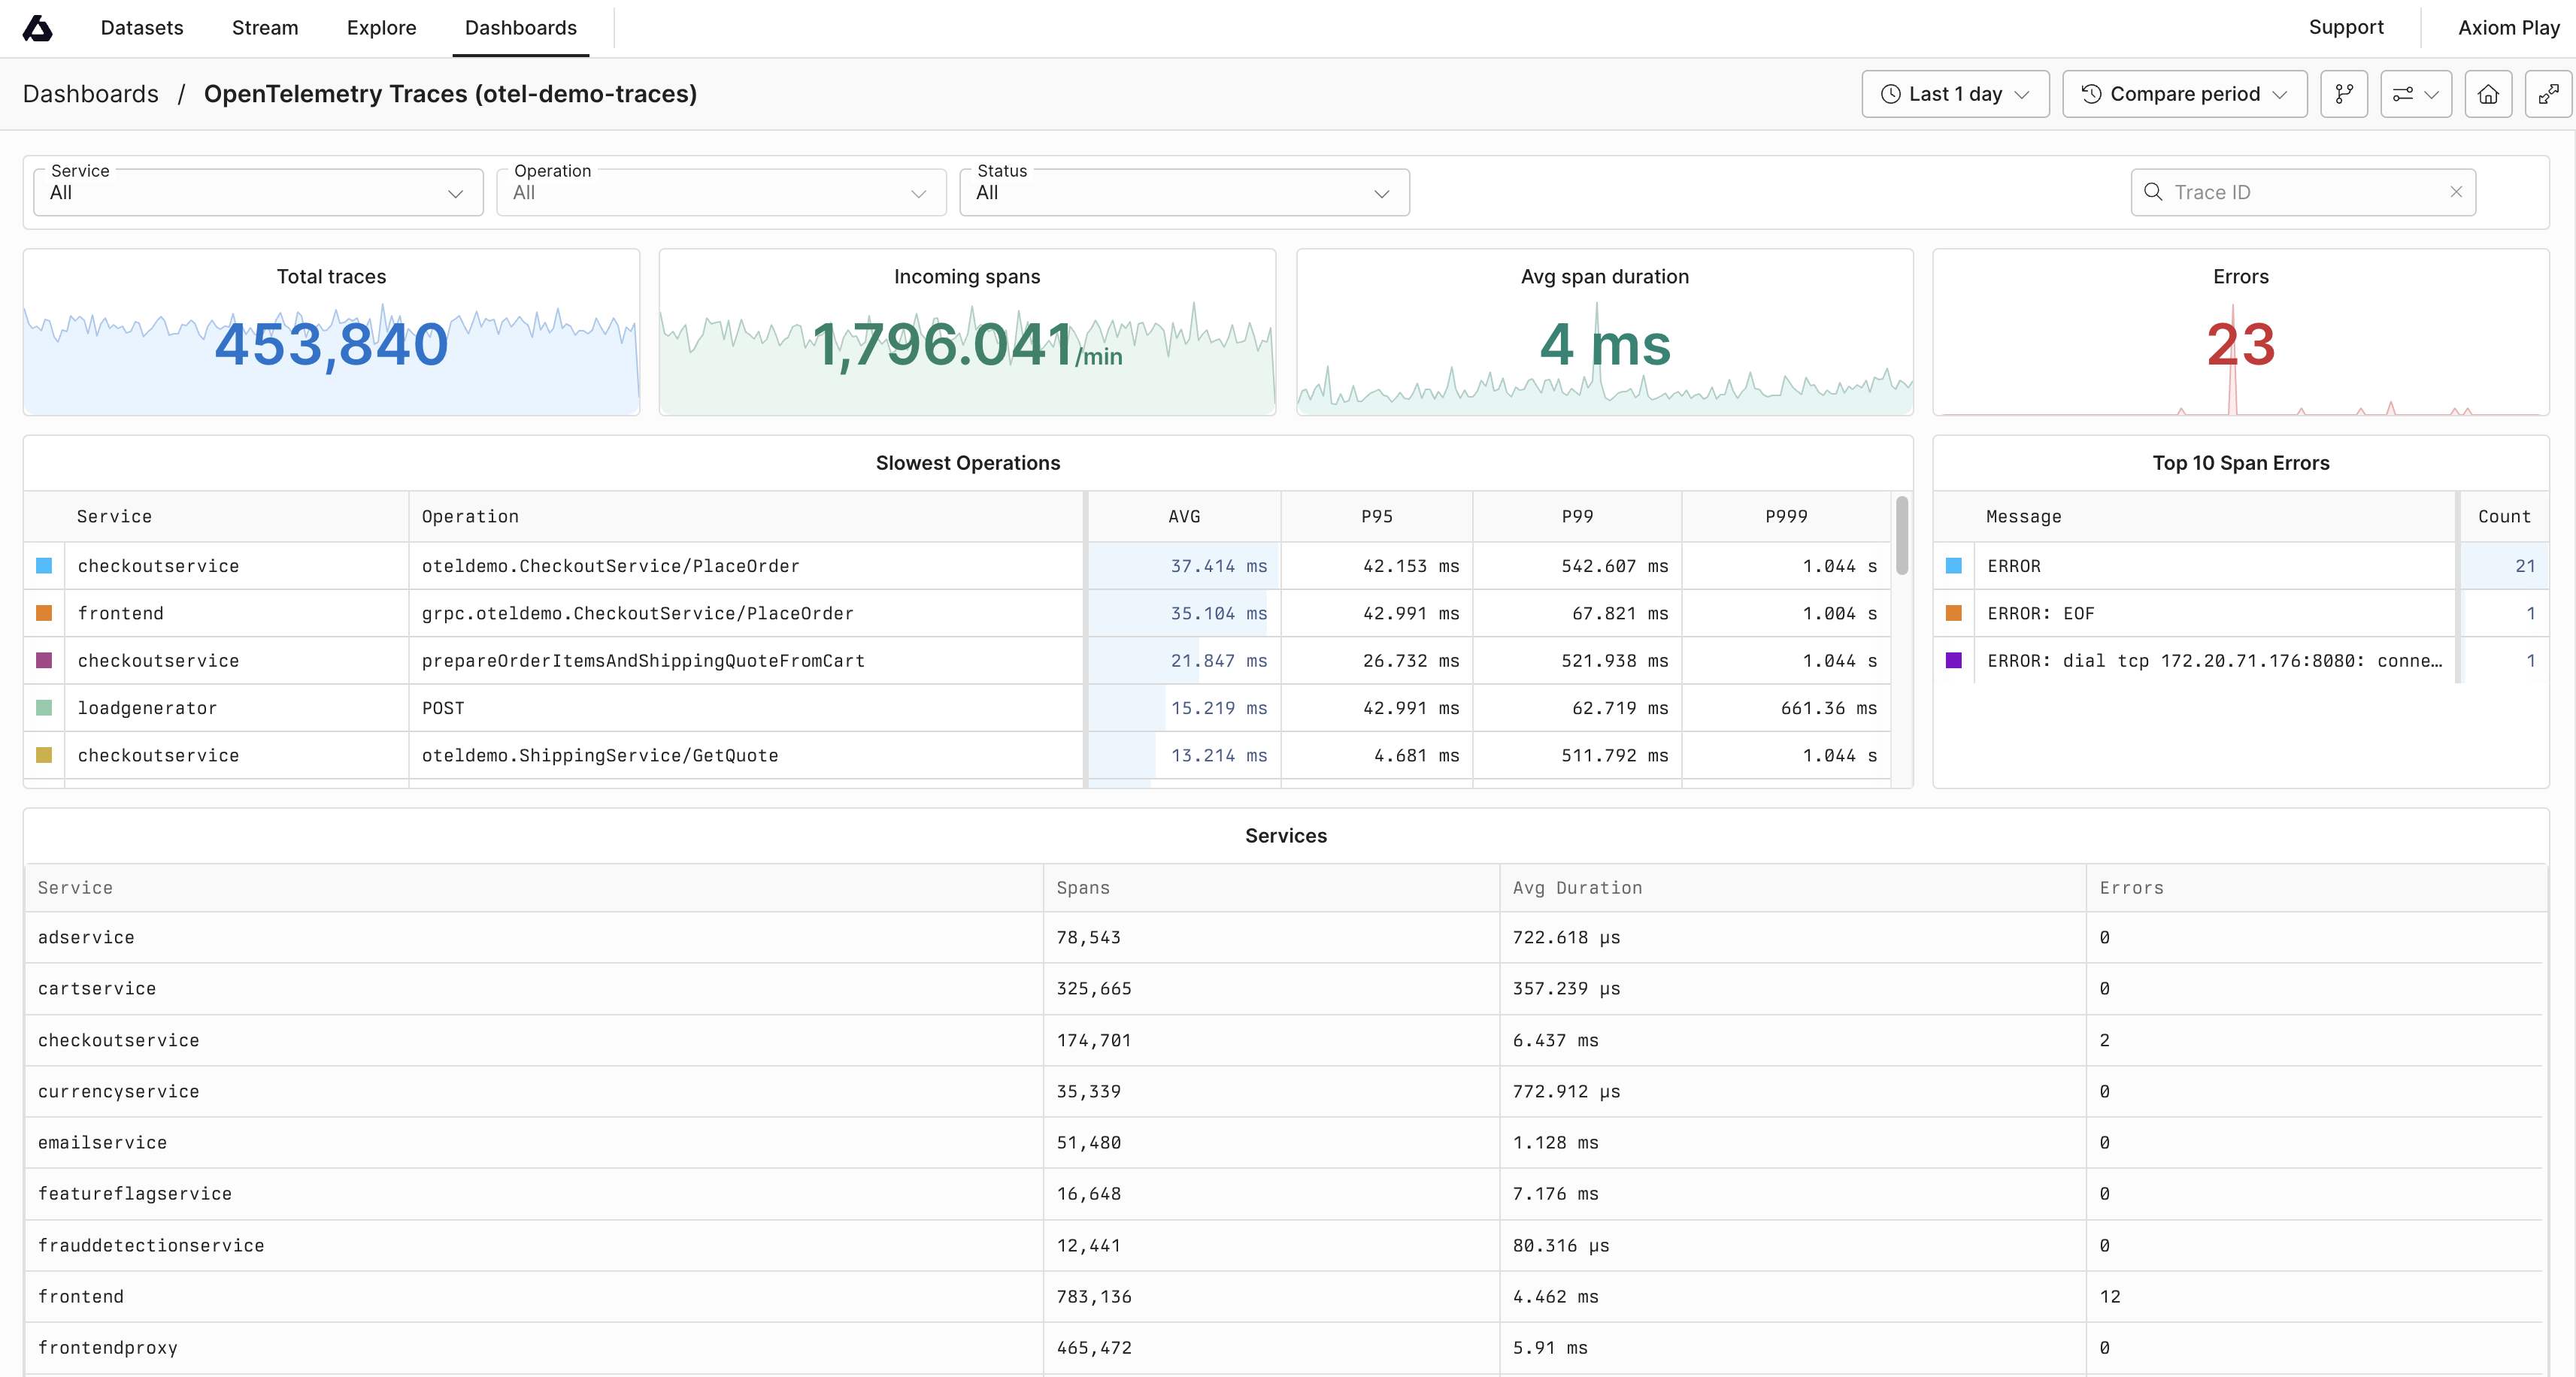 Datasets Stream Explore Dashboards Support Axiom Play
Dashboards / OpenTelemetry Traces (otel-demo-traces) Last 1 day Compare period
Service Operation Status
All All All Trace ID
Total traces Incoming spans Avg span duration Errors
453,840 1,796.041/min 4 ms 23
Slowest Operations Top 10 Span Errors
Service Operation AVG P95 P99 P999 Message Count
checkoutservice oteldemo.CheckoutService/PlaceOrder 37.414 ms 42.153 ms 542.607 ms 1.044 s ERROR 21
frontend grpc.oteldemo.CheckoutService/PlaceOrder 35.104 ms 42.991 ms 67.821 ms 1.004 s ERROR: EOF 1
checkoutservice prepareOrderItemsAndShippingQuoteFromCart 21.847 ms 26.732 ms 521.938 ms 1.044 s ERROR: dial tcp 172.20.71.176:8080: conne… 1
loadgenerator POST 15.219 ms 42.991 ms 62.719 ms 661.36 ms
checkoutservice oteldemo.ShippingService/GetQuote 13.214 ms 4.681 ms 511.792 ms 1.044 s
Services
Service Spans Avg Duration Errors
adservice 78,543 722.618 µs 0
cartservice 325,665 357.239 µs 0
checkoutservice 174,701 6.437 ms 2
currencyservice 35,339 772.912 µs 0
emailservice 51,480 1.128 ms 0
featureflagservice 16,648 7.176 ms 0
frauddetectionservice 12,441 80.316 µs 0
frontend 783,136 4.462 ms 12
frontendproxy 465,472 5.91 ms 0